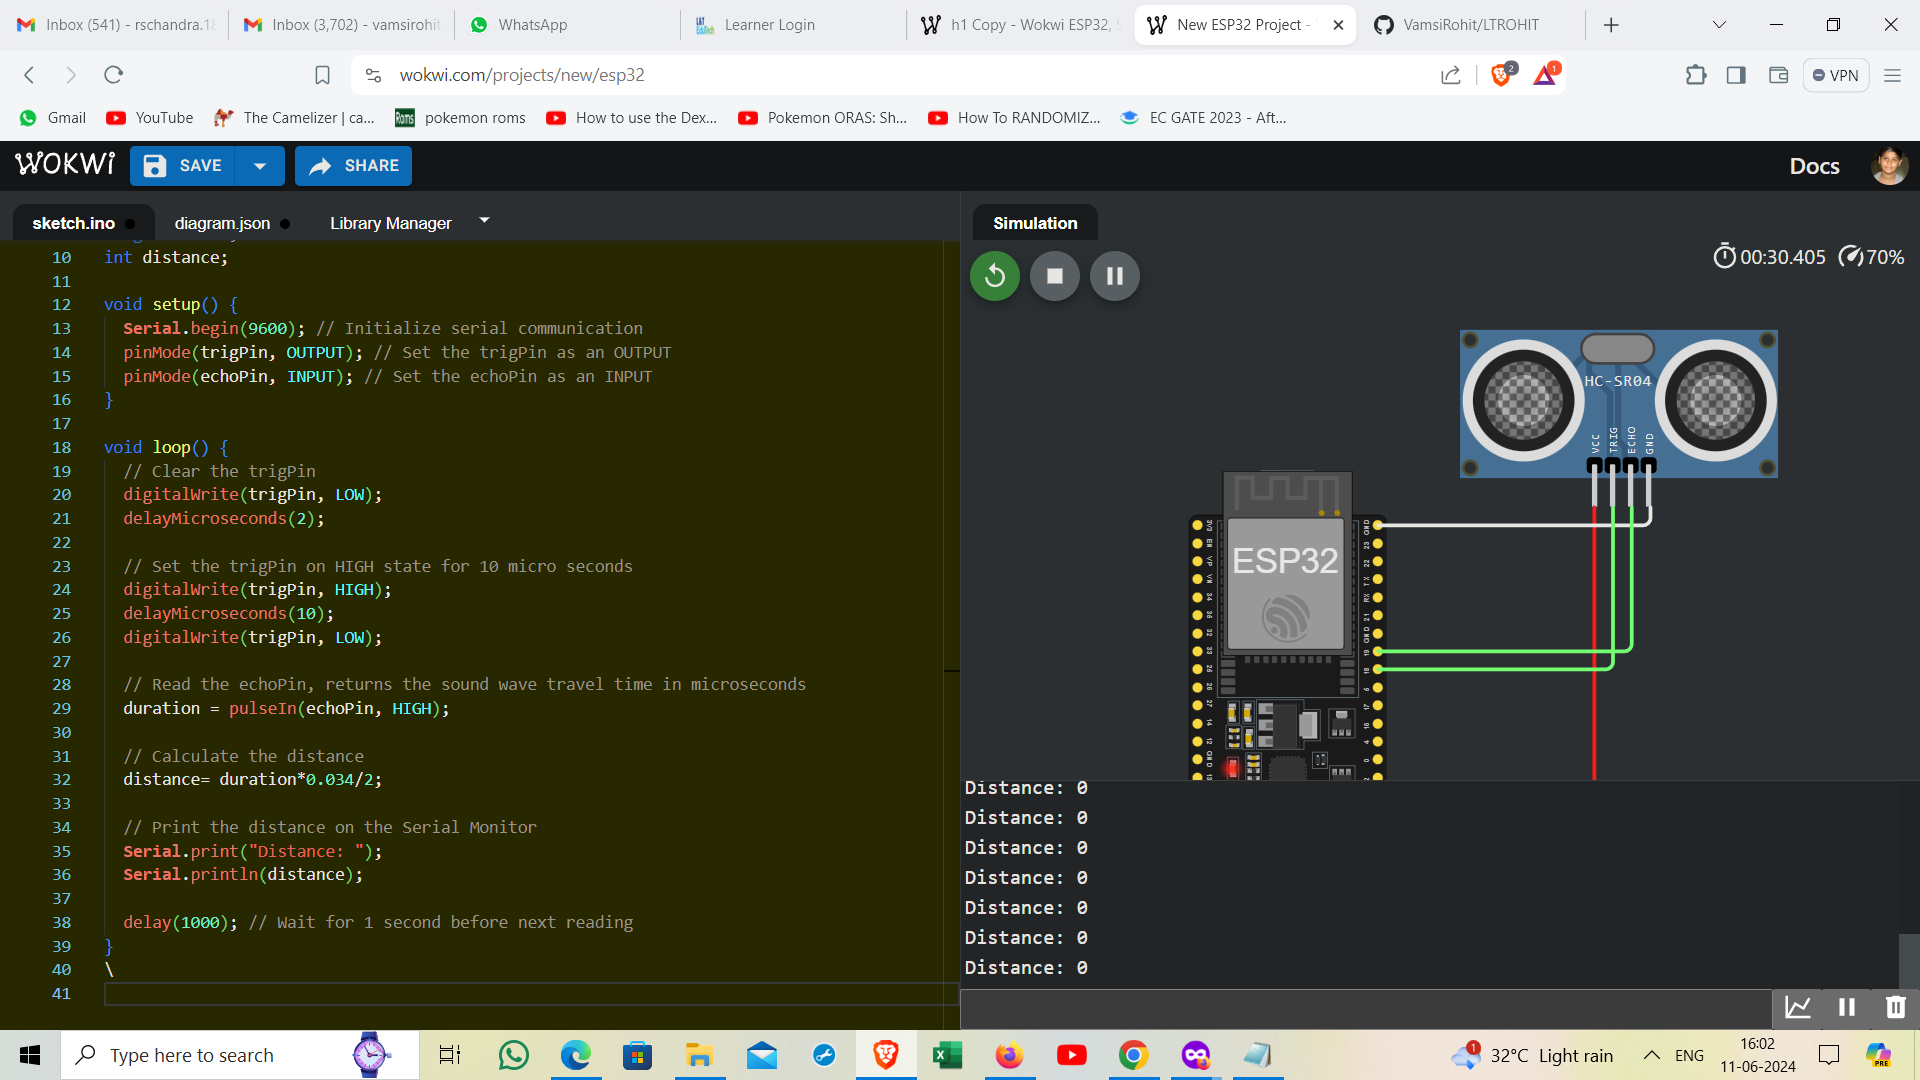 Inbox (541) - rschandra.18
Inbox (3,702) - vamsirohit
WhatsApp
Learner Login
h1 Copy - Wokwi ESP32, S
New ESP32 Project -
VamsiRohit/LTROHIT
wokwi.com/projects/new/esp32
2
1
VPN
Gmail
YouTube
The Camelizer | ca...
Roms
pokemon roms
How to use the Dex...
Pokemon ORAS: Sh...
How To RANDOMIZ...
EC GATE 2023 - Aft...
WOKWi
SAVE
SHARE
Docs
sketch.ino
diagram.json
Library Manager
Simulation
00:30.405
70%
10 int distance;
11
12 void setup() {
13 Serial.begin(9600); // Initialize serial communication
14 pinMode(trigPin, OUTPUT); // Set the trigPin as an OUTPUT
15 pinMode(echoPin, INPUT); // Set the echoPin as an INPUT
16 }
17
18 void loop() {
19 // Clear the trigPin
20 digitalWrite(trigPin, LOW);
21 delayMicroseconds(2);
22
23 // Set the trigPin on HIGH state for 10 micro seconds
24 digitalWrite(trigPin, HIGH);
25 delayMicroseconds(10);
26 digitalWrite(trigPin, LOW);
27
28 // Read the echoPin, returns the sound wave travel time in microseconds
29 duration = pulseIn(echoPin, HIGH);
30
31 // Calculate the distance
32 distance= duration*0.034/2;
33
34 // Print the distance on the Serial Monitor
35 Serial.print("Distance: ");
36 Serial.println(distance);
37
38 delay(1000); // Wait for 1 second before next reading
39 }
40 \
41
HC-SR04
VCC
TRIG
ECHO
GND
ESP32
Distance: 0
Distance: 0
Distance: 0
Distance: 0
Distance: 0
Distance: 0
Distance: 0
Type here to search
1
32°C Light rain
ENG
16:02
11-06-2024
PRE